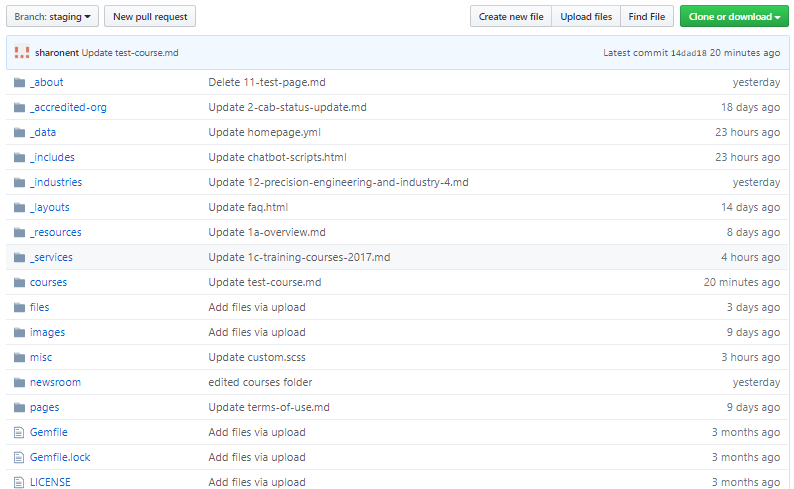 Branch: staging New pull request Create new file Upload files Find File Clone or download
sharonent Update test-course.md Latest commit 14dad18 20 minutes ago
_about Delete 11-test-page.md yesterday
_accredited-org Update 2-cab-status-update.md 18 days ago
_data Update homepage.yml 23 hours ago
_includes Update chatbot-scripts.html 23 hours ago
_industries Update 12-precision-engineering-and-industry-4.md yesterday
_layouts Update faq.html 14 days ago
_resources Update 1a-overview.md 8 days ago
_services Update 1c-training-courses-2017.md 4 hours ago
courses Update test-course.md 20 minutes ago
files Add files via upload 3 days ago
images Add files via upload 9 days ago
misc Update custom.scss 3 hours ago
newsroom edited courses folder yesterday
pages Update terms-of-use.md 9 days ago
Gemfile Add files via upload 3 months ago
Gemfile.lock Add files via upload 3 months ago
LICENSE Add files via upload 3 months ago